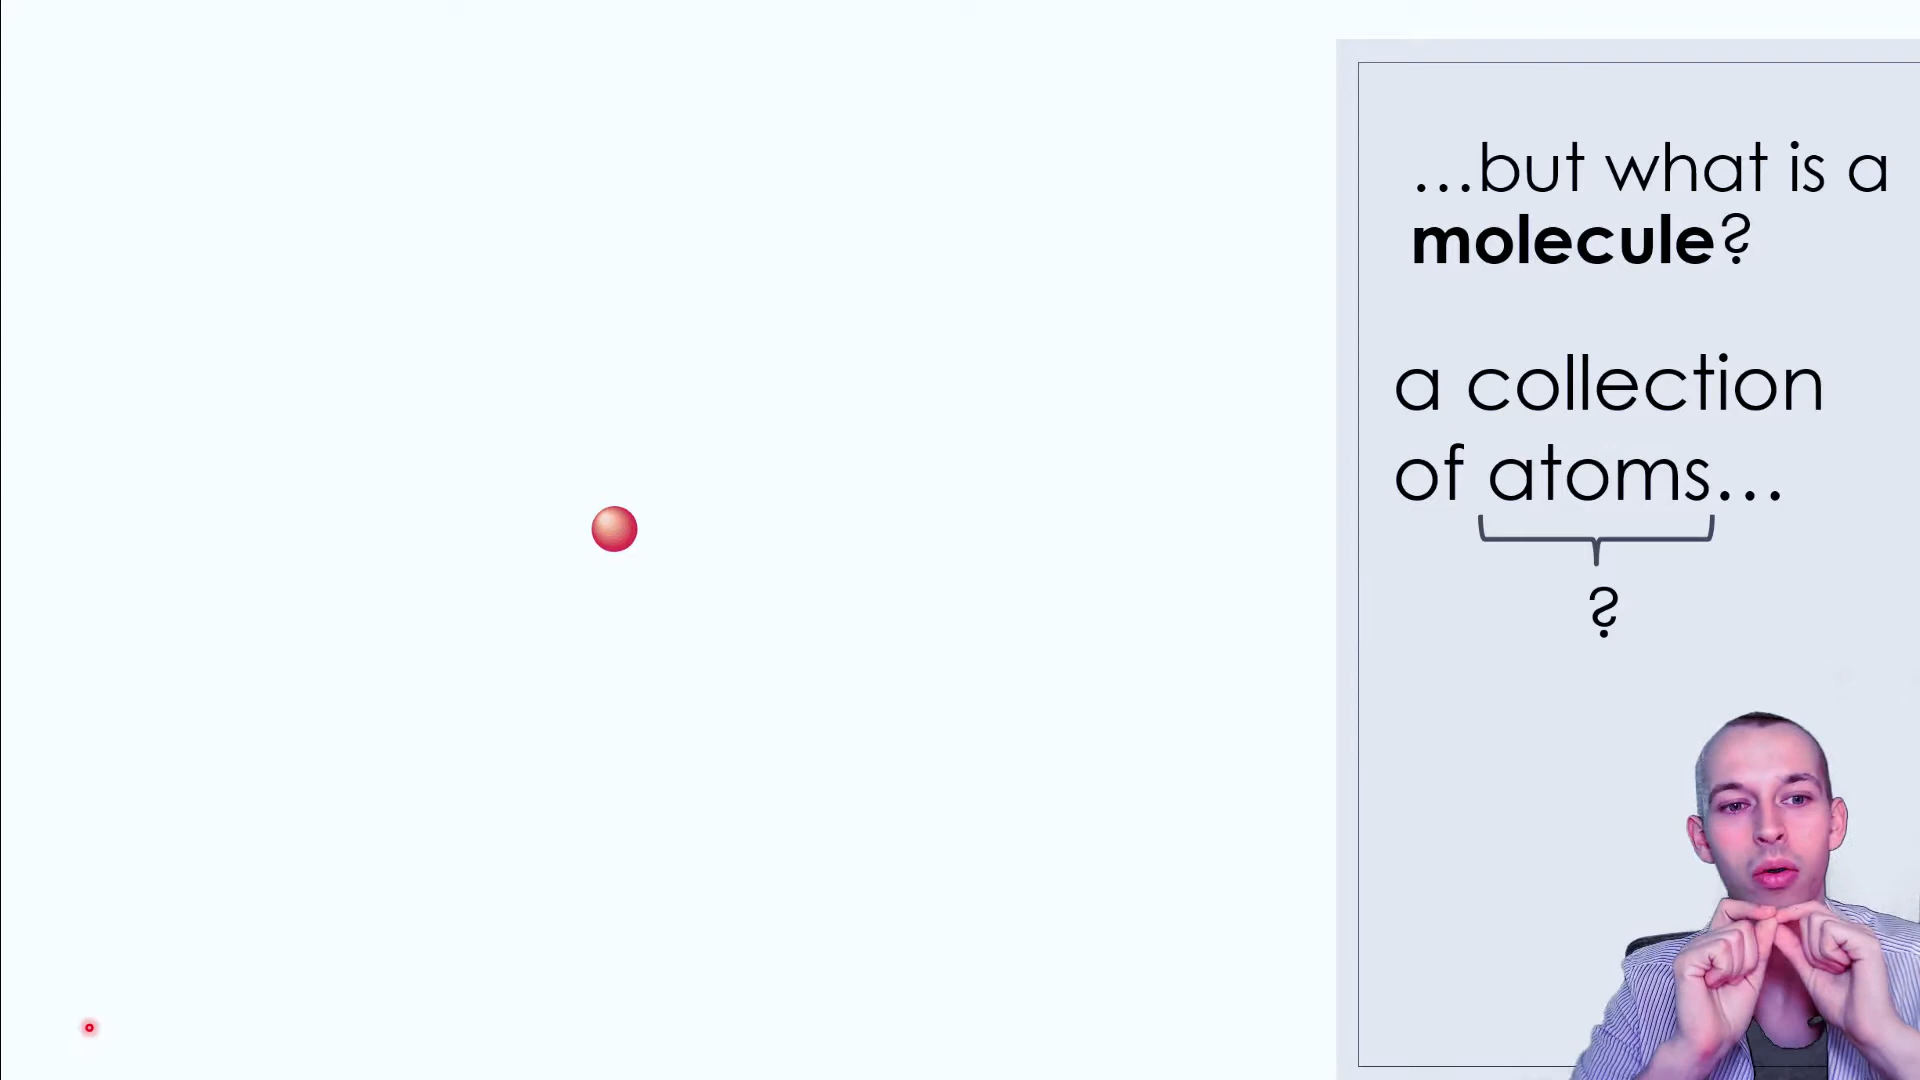 ...but what is a
molecule?
a collection
of atoms...
?